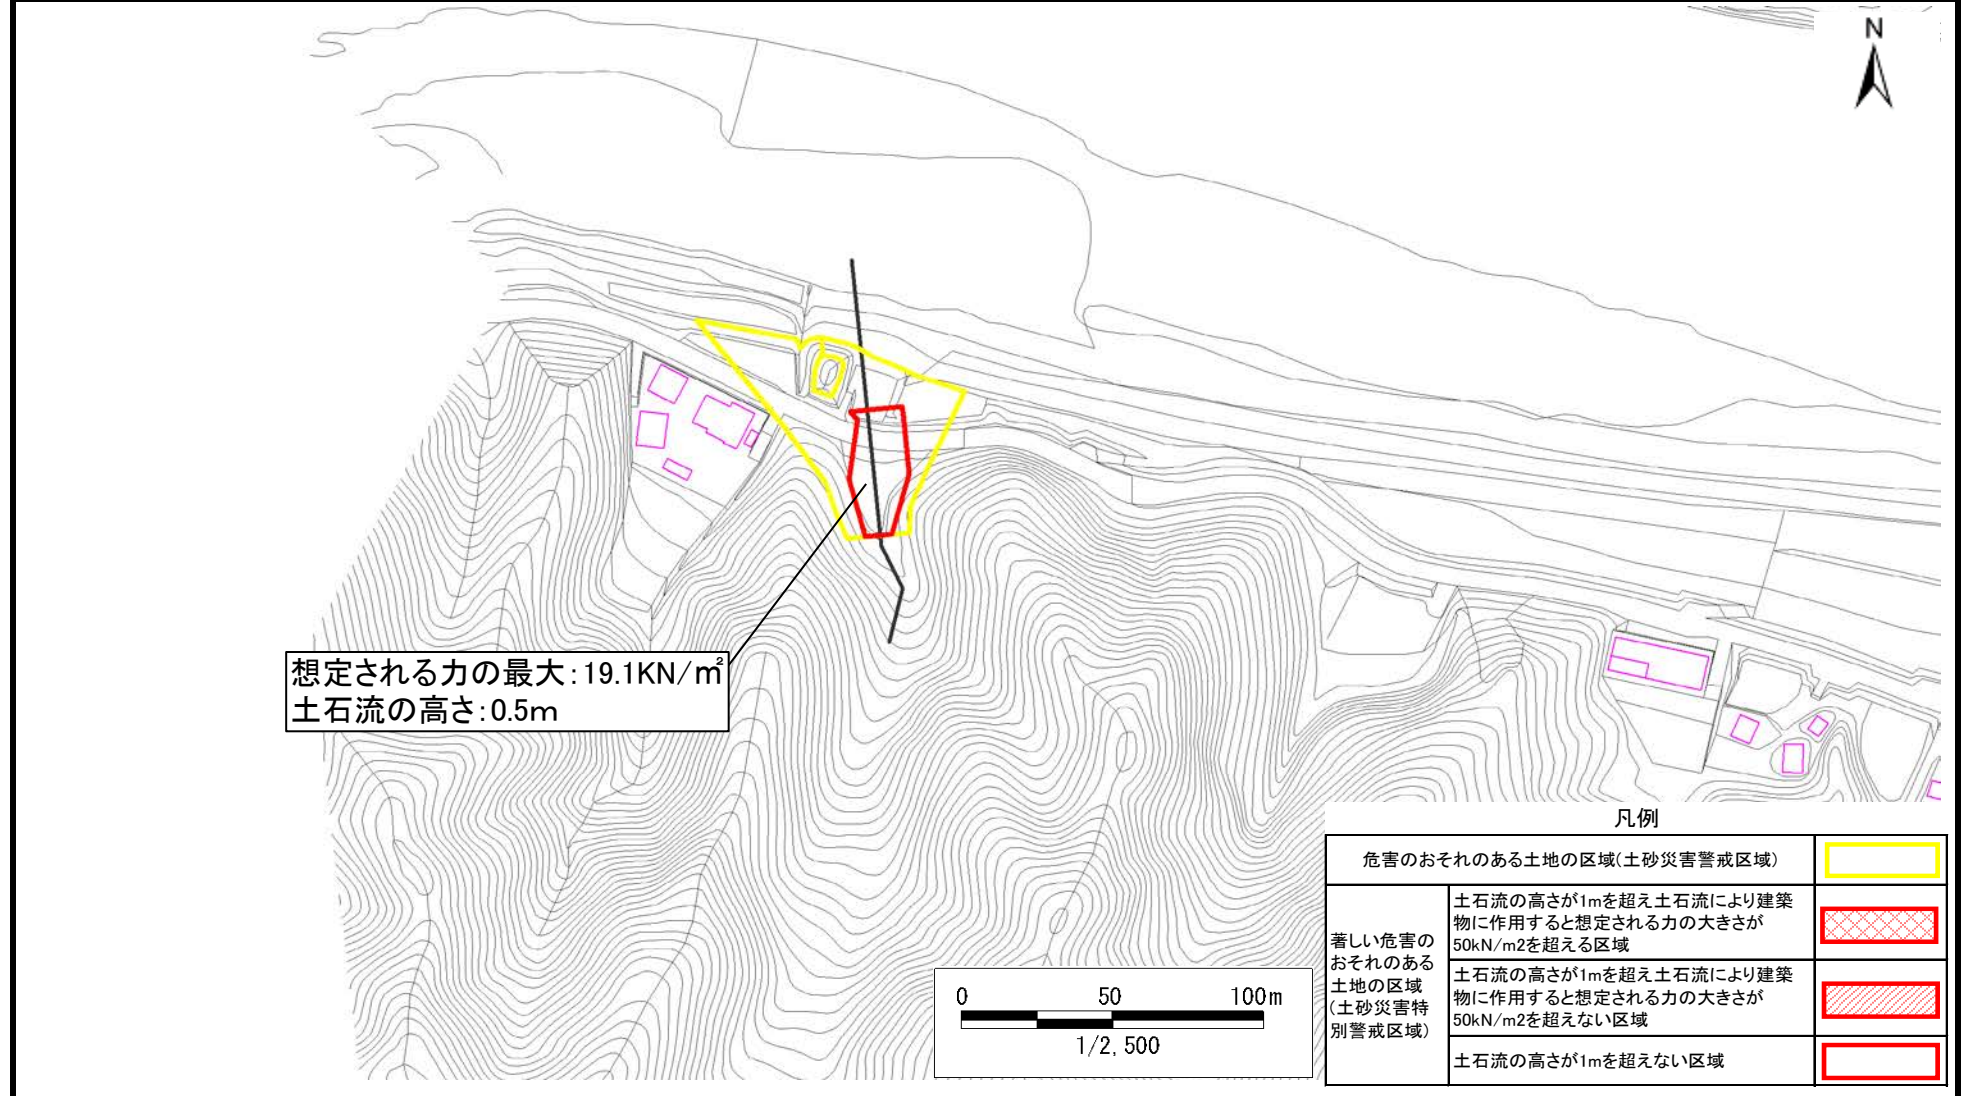 N
想定される力の最大:19.1KN/㎡
土石流の高さ:0.5m
凡例
危害のおそれのある土地の区域(土砂災害警戒区域)
著しい危害の
おそれのある
土地の区域
(土砂災害特
別警戒区域)
土石流の高さが1mを超え土石流により建築
物に作用すると想定される力の大きさが
50kN/m2を超える区域
土石流の高さが1mを超え土石流により建築
物に作用すると想定される力の大きさが
50kN/m2を超えない区域
土石流の高さが1mを超えない区域
0 50 100m
1/2,500